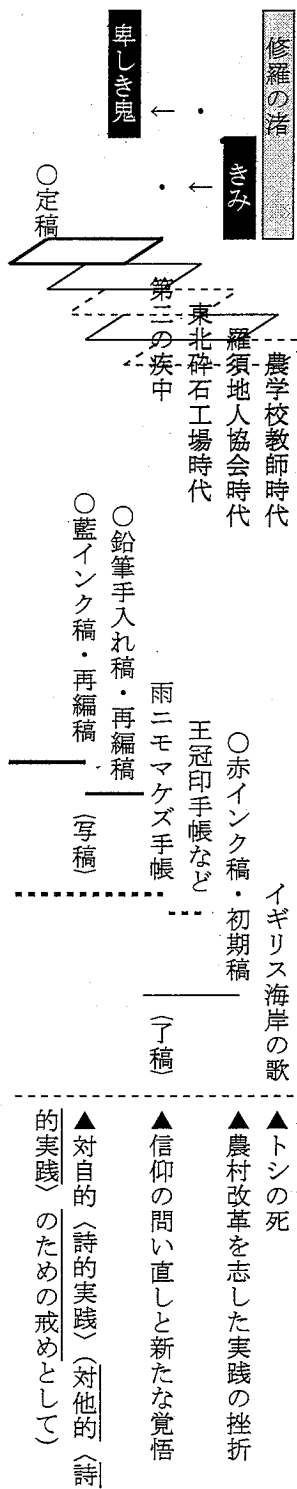 修羅の渚
きみ
←・
←・
卑しき鬼
農学校教師時代
羅須地人協会時代
東北砕石工場時代
第二の疾中
○定稿
イギリス海岸の歌
○赤インク稿・初期稿
王冠印手帳など
雨ニモマケズ手帳
○鉛筆手入れ稿・再編稿
○藍インク稿・再編稿
(了稿)
(写稿)
▲トシの死
▲農村改革を志した実践の挫折
▲信仰の問い直しと新たな覚悟
▲対自的〈詩的実践〉(対他的〈詩
的実践〉のための戒めとして)